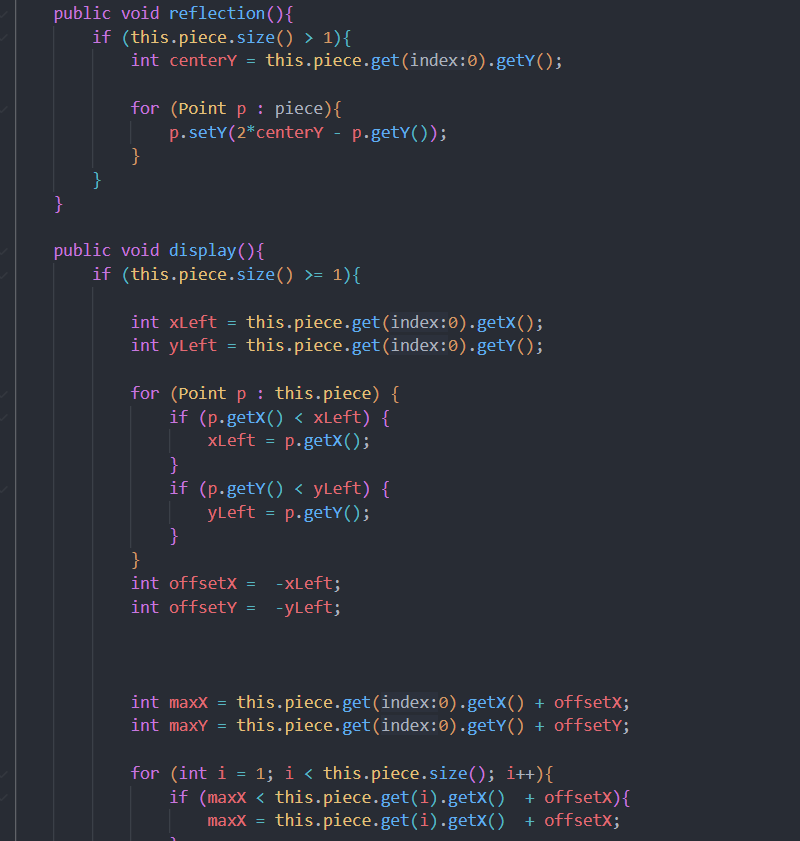 public void reflection(){
if (this.piece.size() > 1){
int centerY = this.piece.get(index:0).getY();
for (Point p : piece){
p.setY(2*centerY - p.getY());
}
}
}
public void display(){
if (this.piece.size() >= 1){
int xLeft = this.piece.get(index:0).getX();
int yLeft = this.piece.get(index:0).getY();
for (Point p : this.piece) {
if (p.getX() < xLeft) {
xLeft = p.getX();
}
if (p.getY() < yLeft) {
yLeft = p.getY();
}
}
int offsetX =  -xLeft;
int offsetY =  -yLeft;
int maxX = this.piece.get(index:0).getX() + offsetX;
int maxY = this.piece.get(index:0).getY() + offsetY;
for (int i = 1; i < this.piece.size(); i++){
if (maxX < this.piece.get(i).getX()  + offsetX){
maxX = this.piece.get(i).getX()  + offsetX;
}